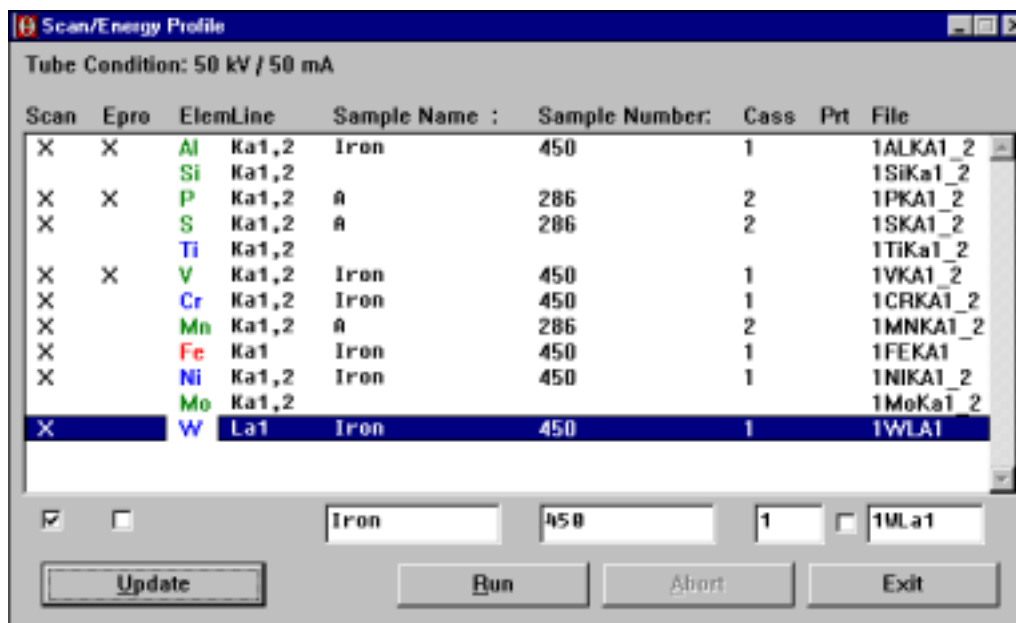 Scan/Energy Profile
Tube Condition: 50 kV / 50 mA
Scan Epro ElemLine Sample Name : Sample Number: Cass Prt File
X X Al Ka1,2 Iron 450 1 1ALKA1_2
Si Ka1,2 1SiKa1_2
X X P Ka1,2 A 286 2 1PKA1_2
X S Ka1,2 A 286 2 1SKA1_2
Ti Ka1,2 1TiKa1_2
X X V Ka1,2 Iron 450 1 1VKA1_2
X Cr Ka1,2 Iron 450 1 1CRKA1_2
X Mn Ka1,2 A 286 2 1MNKA1_2
X Fe Ka1 Iron 450 1 1FEKA1
X Ni Ka1,2 Iron 450 1 1NIKA1_2
Mo Ka1,2 1MoKa1_2
X W La1 Iron 450 1 1WLA1
Iron 450 1 1WLa1
Update Run Abort Exit